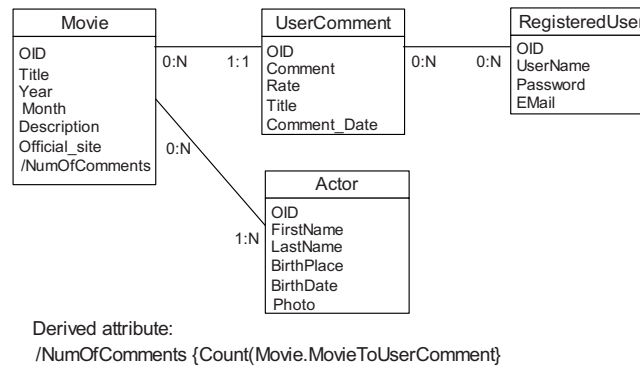 Movie
OID
Title
Year
Month
Description
Official_site
/NumOfComments
0:N
1:1
UserComment
OID
Comment
Rate
Title
Comment_Date
0:N
0:N
RegisteredUser
OID
UserName
Password
EMail
0:N
1:N
Actor
OID
FirstName
LastName
BirthPlace
BirthDate
Photo
Derived attribute:
/NumOfComments {Count(Movie.MovieToUserComment}